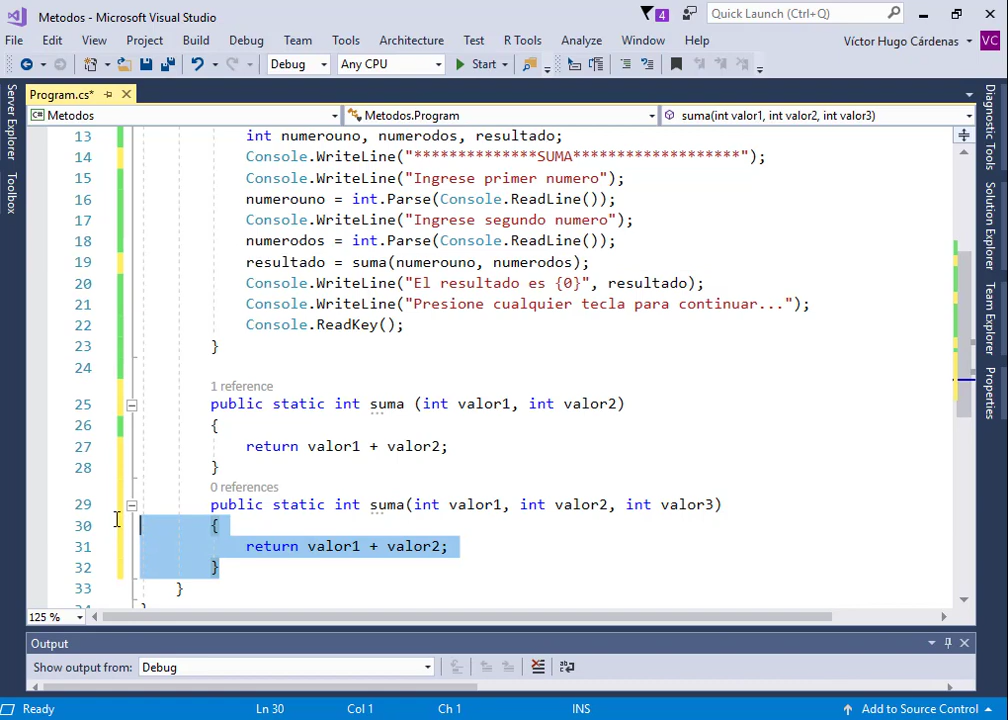 Metodos - Microsoft Visual Studio
4
Quick Launch (Ctrl+Q)
File Edit View Project Build Debug Team Tools Architecture Test R Tools Analyze Window Help
Víctor Hugo Cárdenas VC
Debug Any CPU Start
Program.cs*
C# Metodos Metodos.Program suma(int valor1, int valor2, int valor3)
13 int numerouno, numerodos, resultado;
14 Console.WriteLine("**************SUMA*******************");
15 Console.WriteLine("Ingrese primer numero");
16 numerouno = int.Parse(Console.ReadLine());
17 Console.WriteLine("Ingrese segundo numero");
18 numerodos = int.Parse(Console.ReadLine());
19 resultado = suma(numerouno, numerodos);
20 Console.WriteLine("El resultado es {0}", resultado);
21 Console.WriteLine("Presione cualquier tecla para continuar...");
22 Console.ReadKey();
23 }
24
1 reference
25 public static int suma (int valor1, int valor2)
26 {
27 return valor1 + valor2;
28 }
0 references
29 public static int suma(int valor1, int valor2, int valor3)
30 {
31 return valor1 + valor2;
32 }
33 }
125 %
Server Explorer
Toolbox
Diagnostic Tools
Solution Explorer
Team Explorer
Properties
Output
Show output from: Debug
Ready Ln 30 Col 1 Ch 1 INS Add to Source Control